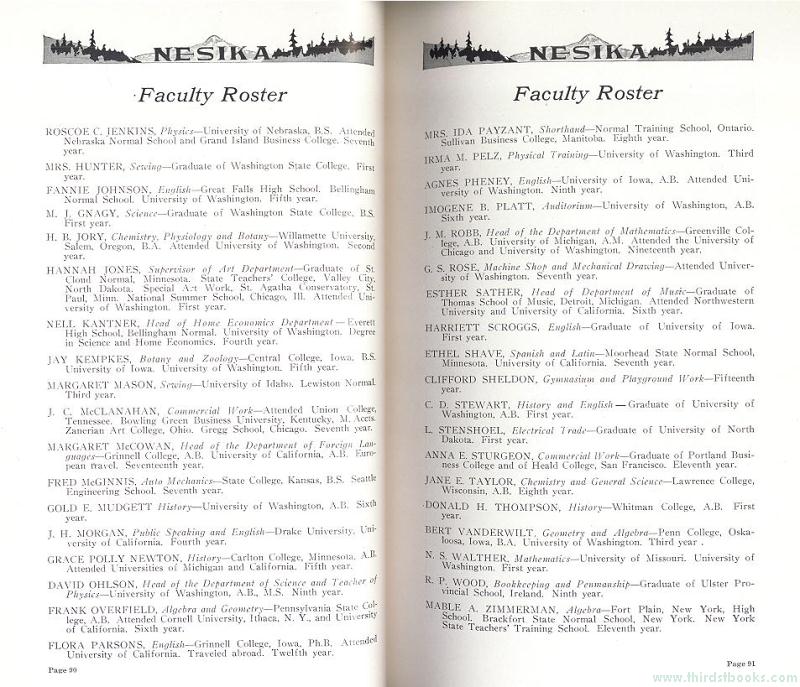 NESIKA
Faculty Roster
ROSCOE C. JENKINS, Physics—University of Nebraska, B.S. Attended
Nebraska Normal School and Grand Island Business College. Seventh
year.
MRS. HUNTER, Sewing—Graduate of Washington State College. First
year.
FANNIE JOHNSON, English—Great Falls High School. Bellingham
Normal School. University of Washington. Fifth year.
M. J. GNAGY, Science—Graduate of Washington State College, B.S.
First year.
H. B. JORY, Chemistry, Physiology and Botany—Willamette University,
Salem, Oregon, B.A. Attended University of Washington. Second
year.
HANNAH JONES, Supervisor of Art Department—Graduate of St.
Cloud Normal, Minnesota. State Teachers' College, Valley City,
North Dakota. Special Art Work, St. Agatha Conservatory, St.
Paul, Minn. National Summer School, Chicago, Ill. Attended Uni-
versity of Washington. First year.
NELL KANTNER, Head of Home Economics Department—Everett
High School, Bellingham Normal. University of Washington. Degree
in Science and Home Economics. Fourth year.
JAY KEMPKES, Botany and Zoology—Central College, Iowa, B.S.
University of Iowa. University of Washington. Fifth year.
MARGARET MASON, Sewing—University of Idaho. Lewiston Normal.
Third year.
J. C. McCLANAHAN, Commercial Work—Attended Union College,
Tennessee. Bowling Green Business University, Kentucky, M. Accts.
Zanerian Art College, Ohio. Gregg School, Chicago. Seventh year.
MARGARET McCOWAN, Head of the Department of Foreign Lan-
guages—Grinnell College, A.B. University of California, A.B. Euro-
pean travel. Seventeenth year.
FRED McGINNIS, Auto Mechanics—State College, Kansas, B.S. Seattle
Engineering School. Seventh year.
GOLD E. MUDGETT History—University of Washington, A.B. Sixth
year.
J. H. MORGAN, Public Speaking and English—Drake University, Uni-
versity of California. Fourth year.
GRACE POLLY NEWTON, History—Carlton College, Minnesota, A.B.
Attended Universities of Michigan and California. Fifth year.
DAVID OHLSON, Head of the Department of Science and Teacher of
Physics—University of Washington, A.B., M.S. Ninth year.
FRANK OVERFIELD, Algebra and Geometry—Pennsylvania State Col-
lege, A.B. Attended Cornell University, Ithaca, N. Y., and University
of California. Sixth year.
FLORA PARSONS, English—Grinnell College, Iowa, Ph.B. Attended
University of California. Traveled abroad. Twelfth year.
Page 90
NESIKA
Faculty Roster
MRS. IDA PAYZANT, Shorthand—Normal Training School, Ontario.
Sullivan Business College, Manitoba. Eighth year.
IRMA M. PELZ, Physical Training—University of Washington. Third
year.
AGNES PHENEY, English—University of Iowa, A.B. Attended Uni-
versity of Washington. Ninth year.
IMOGENE B. PLATT, Auditorium—University of Washington, A.B.
Sixth year.
J. M. ROBB, Head of the Department of Mathematics—Greenville Col-
lege, A.B. University of Michigan, A.M. Attended the University of
Chicago and University of Washington. Nineteenth year.
G. S. ROSE, Machine Shop and Mechanical Drawing—Attended Univer-
sity of Washington. Seventh year.
ESTHER SATHER, Head of Department of Music—Graduate of
Thomas School of Music, Detroit, Michigan. Attended Northwestern
University and University of California. Sixth year.
HARRIETT SCROGGS, English—Graduate of University of Iowa.
First year.
ETHEL SHAVE, Spanish and Latin—Moorhead State Normal School,
Minnesota. University of California. Seventh year.
CLIFFORD SHELDON, Gymnasium and Playground Work—Fifteenth
year.
C. D. STEWART, History and English—Graduate of University of
Washington, A.B. First year.
L. STENSHOEL, Electrical Trade—Graduate of University of North
Dakota. First year.
ANNA E. STURGEON, Commercial Work—Graduate of Portland Busi-
ness College and of Heald College, San Francisco. Eleventh year.
JANE E. TAYLOR, Chemistry and General Science—Lawrence College,
Wisconsin, A.B. Eighth year.
DONALD H. THOMPSON, History—Whitman College, A.B. First
year.
BERT VANDERWILT, Geometry and Algebra—Penn College, Oska-
loosa, Iowa, B.A. University of Washington. Third year .
N. S. WALTHER, Mathematics—University of Missouri. University of
Washington. First year.
R. P. WOOD, Bookkeeping and Penmanship—Graduate of Ulster Pro-
vincial School, Ireland. Ninth year.
MABLE A. ZIMMERMAN, Algebra—Fort Plain, New York, High
School. Brackfort State Normal School, New York. New York
State Teachers' Training School. Eleventh year.
Page 91
www.thirdstbooks.com